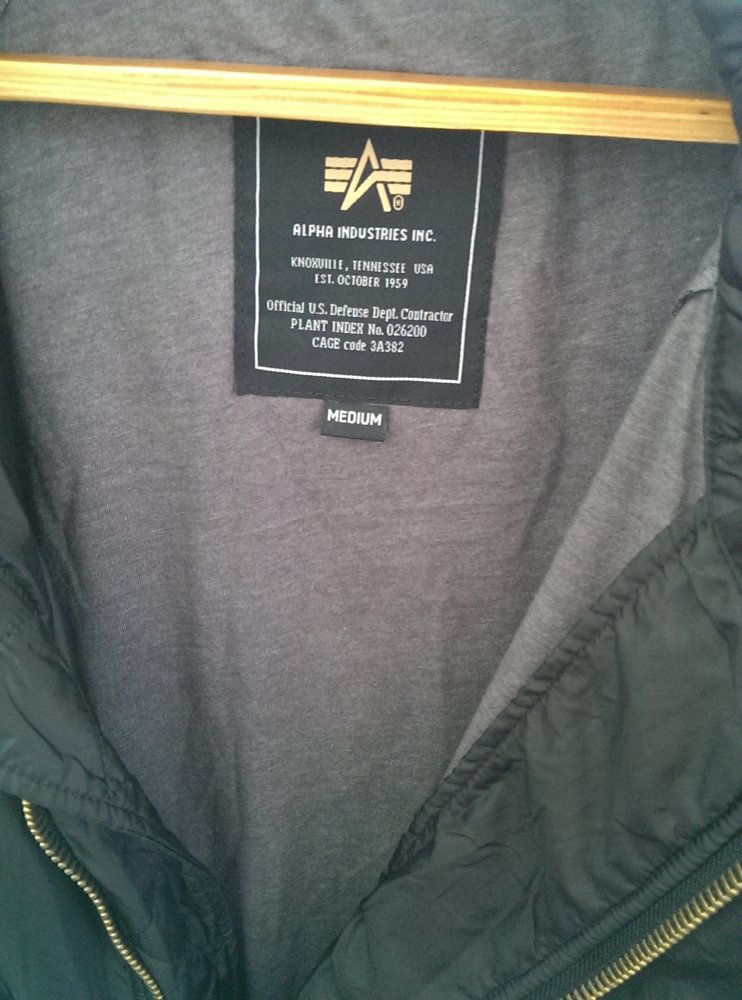 ALPHA INDUSTRIES INC.
KNOXVILLE, TENNESSEE USA
EST. OCTOBER 1959
Official U.S. Defense Dept. Contractor
PLANT INDEX No. 026200
CAGE code 3A382
MEDIUM